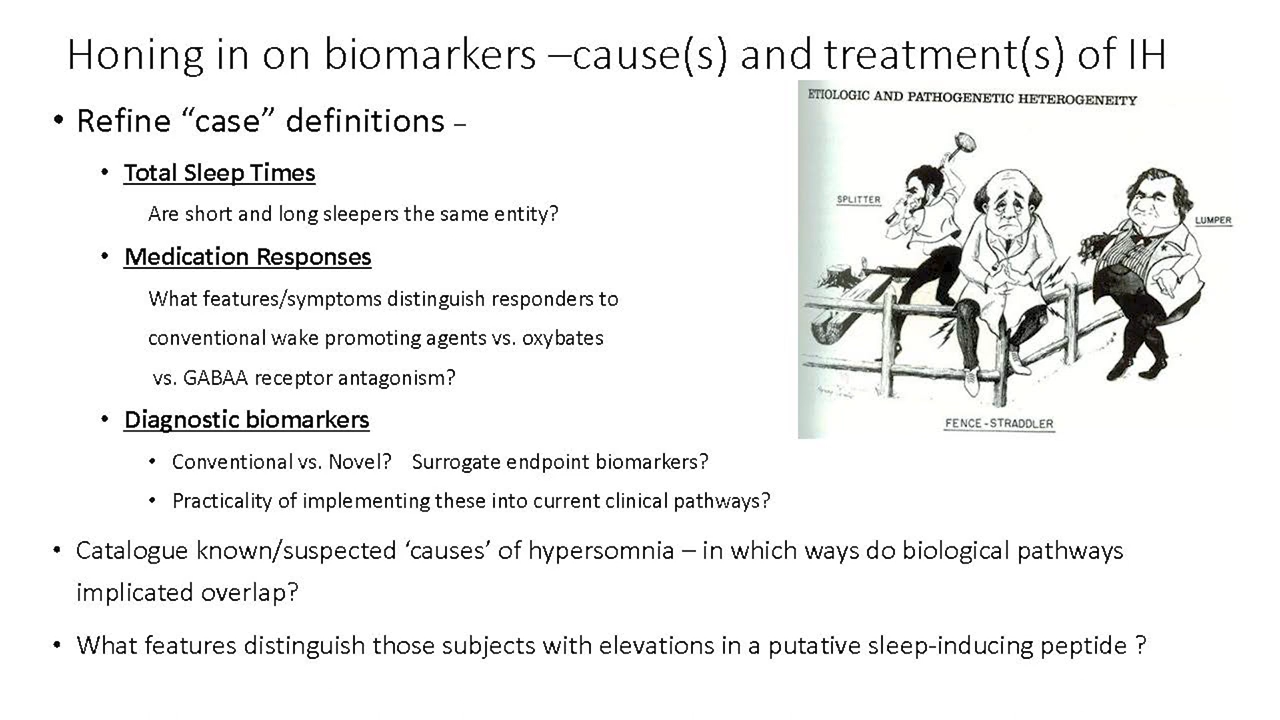 Honing in on biomarkers –cause(s) and treatment(s) of IH
• Refine “case” definitions –
• Total Sleep Times
Are short and long sleepers the same entity?
• Medication Responses
What features/symptoms distinguish responders to
conventional wake promoting agents vs. oxybates
vs. GABAA receptor antagonism?
• Diagnostic biomarkers
• Conventional vs. Novel? Surrogate endpoint biomarkers?
• Practicality of implementing these into current clinical pathways?
• Catalogue known/suspected ‘causes’ of hypersomnia – in which ways do biological pathways
implicated overlap?
• What features distinguish those subjects with elevations in a putative sleep-inducing peptide ?
ETIOLOGIC AND PATHOGENETIC HETEROGENEITY
SPLITTER
LUMPER
FENCE-STRADDLER